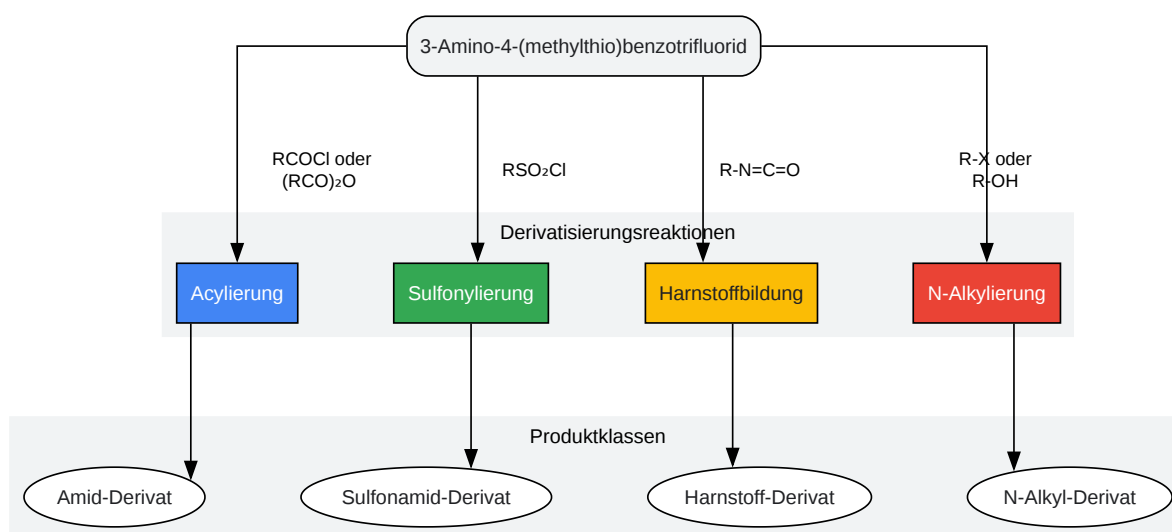 3-Amino-4-(methylthio)benzotrifluorid
RCOCl oder
(RCO)₂O
RSO₂Cl
R-N=C=O
R-X oder
R-OH
Derivatisierungsreaktionen
Acylierung
Sulfonylierung
Harnstoffbildung
N-Alkylierung
Produktklassen
Amid-Derivat
Sulfonamid-Derivat
Harnstoff-Derivat
N-Alkyl-Derivat